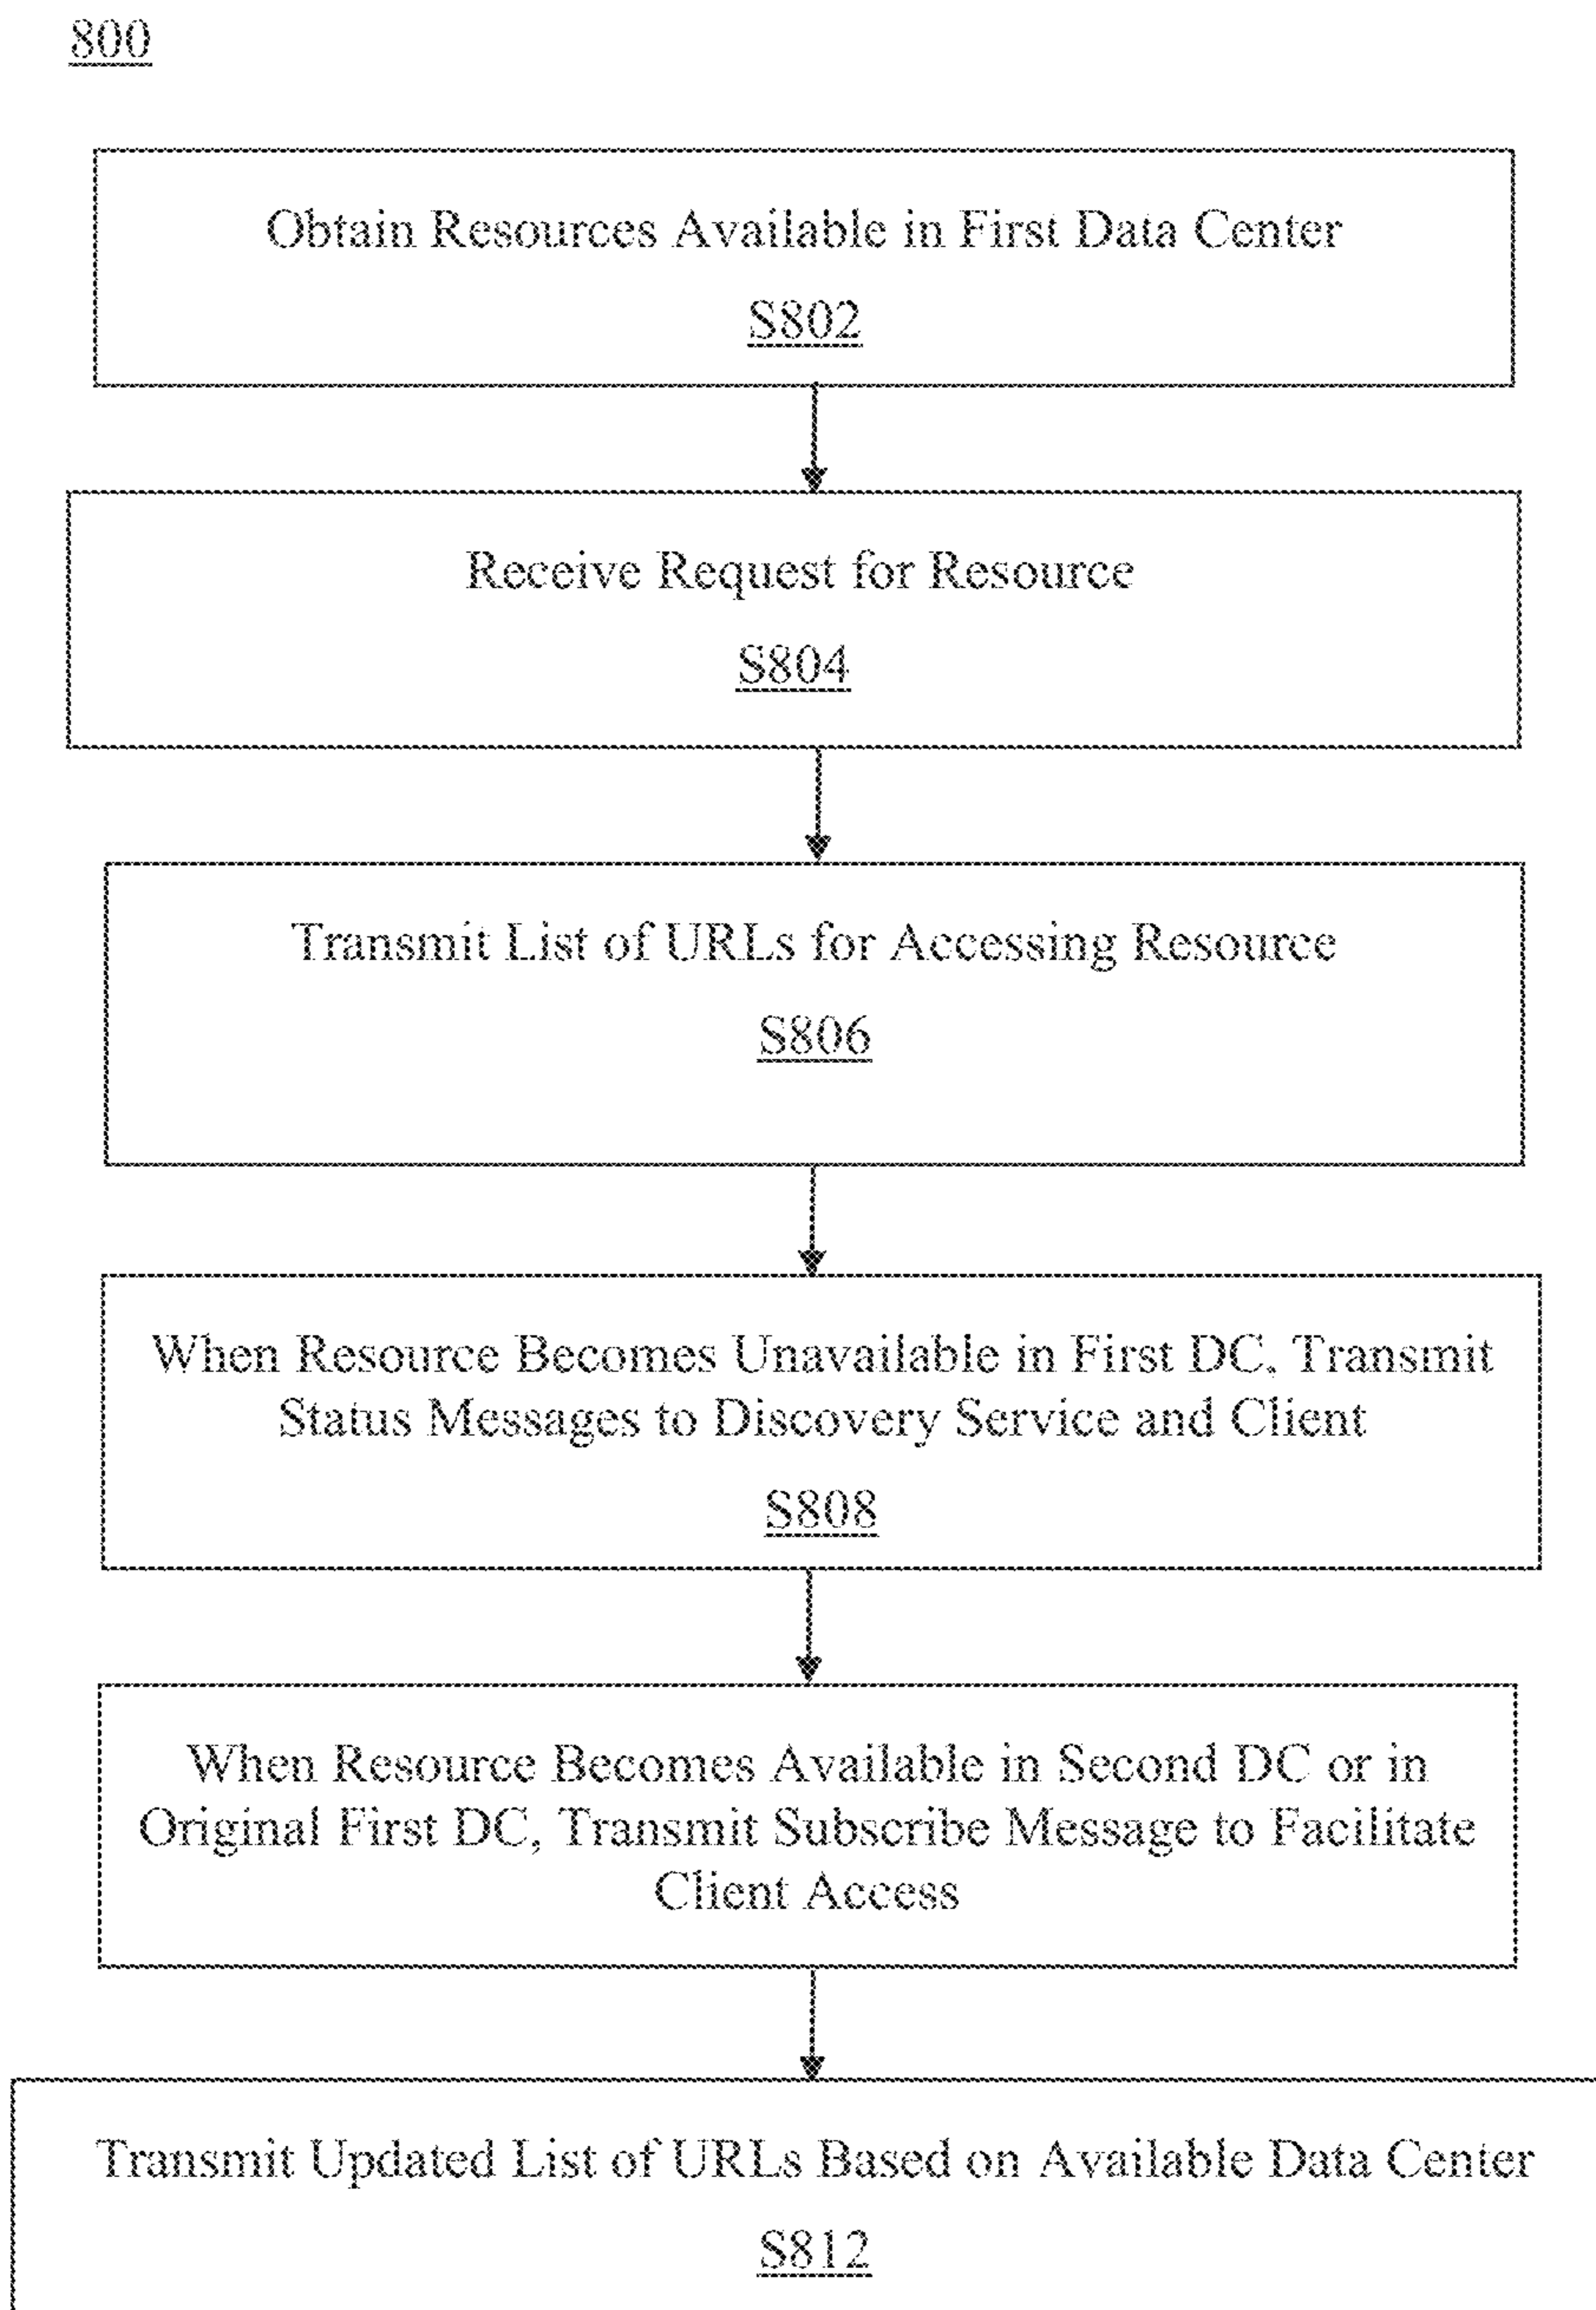 800
Obtain Resources Available in First Data Center
S802
Receive Request for Resource
S804
Transmit List of URLs for Accessing Resource
S806
When Resource Becomes Unavailable in First DC, Transmit
Status Messages to Discovery Service and Client
S808
When Resource Becomes Available in Second DC or in
Original First DC, Transmit Subscribe Message to Facilitate
Client Access
Transmit Updated List of URLs Based on Available Data Center
S812